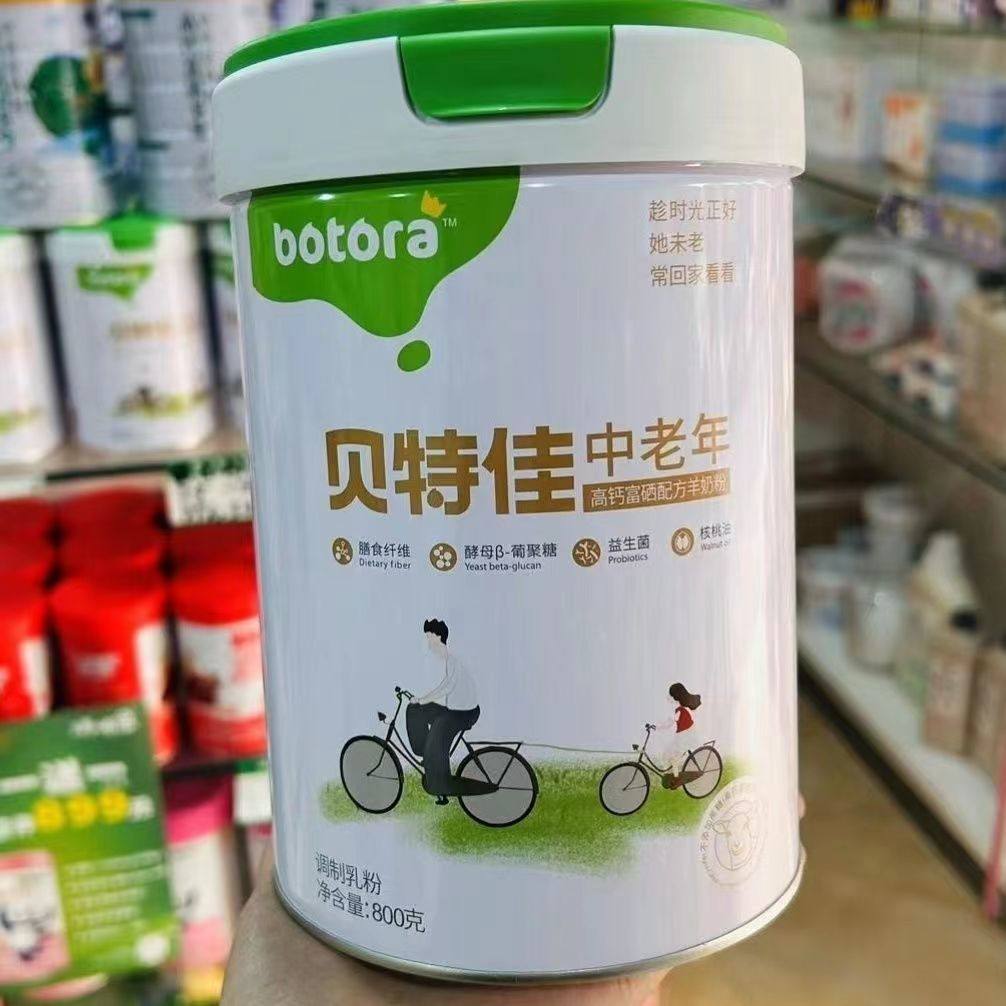 botora™
趁时光正好
她未老
常回家看看
贝特佳
中老年
高钙富硒配方羊奶粉
膳食纤维
Dietary fiber
酵母β-葡聚糖
Yeast beta-glucan
益生菌
Probiotics
核桃油
Walnut oil
调制乳粉
净含量:800克